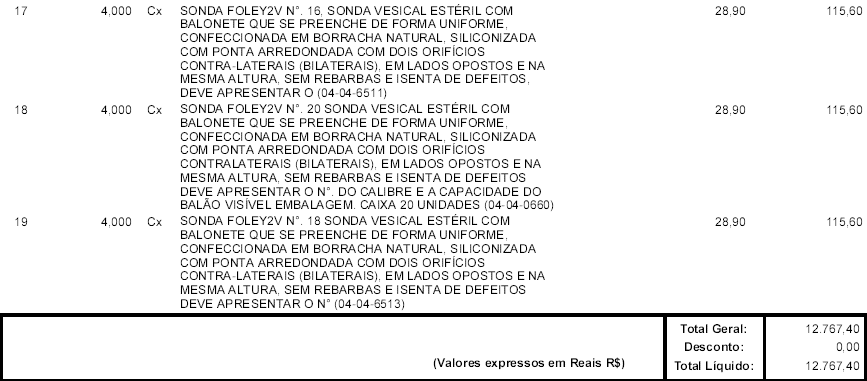 17 4,000 Cx SONDA FOLEY2V N°. 16, SONDA VESICAL ESTÉRIL COM 28,90 115,60
BALONETE QUE SE PREENCHE DE FORMA UNIFORME,
CONFECCIONADA EM BORRACHA NATURAL, SILICONIZADA
COM PONTA ARREDONDADA COM DOIS ORIFÍCIOS
CONTRA-LATERAIS (BILATERAIS), EM LADOS OPOSTOS E NA
MESMA ALTURA, SEM REBARBAS E ISENTA DE DEFEITOS,
DEVE APRESENTAR O (04-04-6511)
18 4,000 Cx SONDA FOLEY2V N°. 20 SONDA VESICAL ESTÉRIL COM 28,90 115,60
BALONETE QUE SE PREENCHE DE FORMA UNIFORME,
CONFECCIONADA EM BORRACHA NATURAL, SILICONIZADA
COM PONTA ARREDONDADA COM DOIS ORIFÍCIOS
CONTRALATERAIS (BILATERAIS), EM LADOS OPOSTOS E NA
MESMA ALTURA, SEM REBARBAS E ISENTA DE DEFEITOS
DEVE APRESENTAR O N°. DO CALIBRE E A CAPACIDADE DO
BALÃO VISÍVEL EMBALAGEM. CAIXA 20 UNIDADES (04-04-0660)
19 4,000 Cx SONDA FOLEY2V N°. 18 SONDA VESICAL ESTÉRIL COM 28,90 115,60
BALONETE QUE SE PREENCHE DE FORMA UNIFORME,
CONFECCIONADA EM BORRACHA NATURAL, SILICONIZADA
COM PONTA ARREDONDADA COM DOIS ORIFÍCIOS
CONTRA-LATERAIS (BILATERAIS), EM LADOS OPOSTOS E NA
MESMA ALTURA, SEM REBARBAS E ISENTA DE DEFEITOS
DEVE APRESENTAR O N° (04-04-6513)
Total Geral: 12.767,40
Desconto: 0,00
(Valores expressos em Reais R$) Total Líquido: 12.767,40